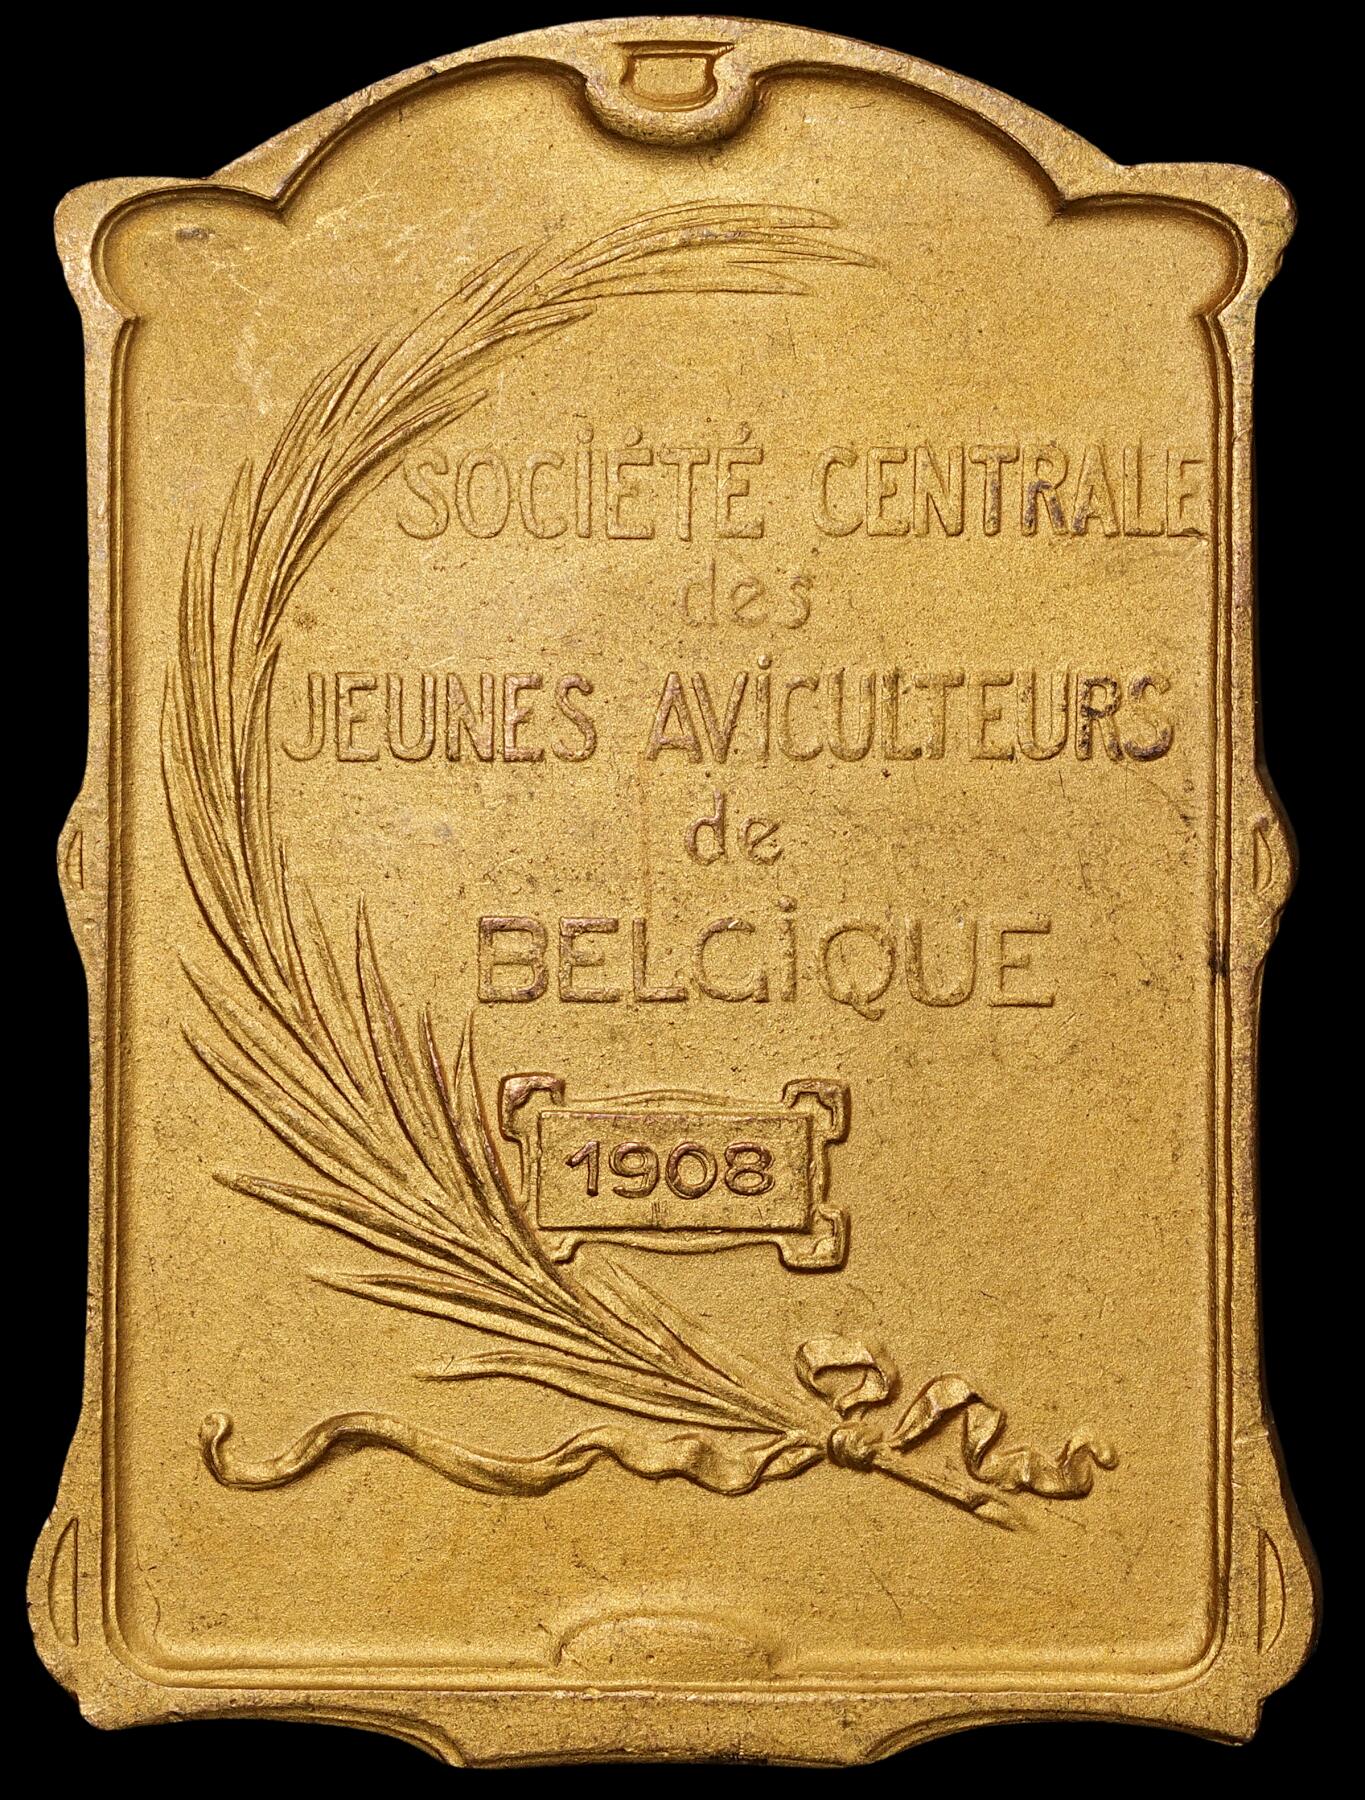 SOCIÉTÉ CENTRALE
des
JEUNES AVICULTEURS
de
BELGIQUE
1908